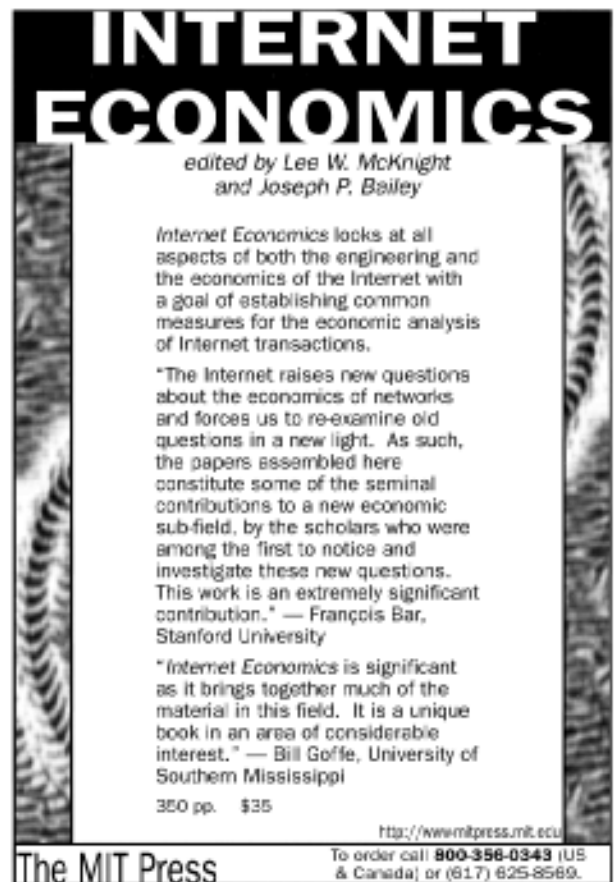 INTERNET
ECONOMICS
edited by Lee W. McKnight
and Joseph P. Bailey
Internet Economics looks at all
aspects of both the engineering and
the economics of the Internet with
a goal of establishing common
measures for the economic analysis
of Internet transactions.
"The Internet raises new questions
about the economics of networks
and forces us to re-examine old
questions in a new light. As such,
the papers assembled here
constitute some of the seminal
contributions to a new economic
sub-field, by the scholars who were
among the first to notice and
investigate these new questions.
This work is an extremely significant
contribution." — François Bar,
Stanford University
"Internet Economics is significant
as it brings together much of the
material in this field. It is a unique
book in an area of considerable
interest." — Bill Goffe, University of
Southern Mississippi
350 pp. $35
http://www-mitpress.mit.edu
The MIT Press
To order call 800-356-0343 (US
& Canada) or (617) 625-8569.